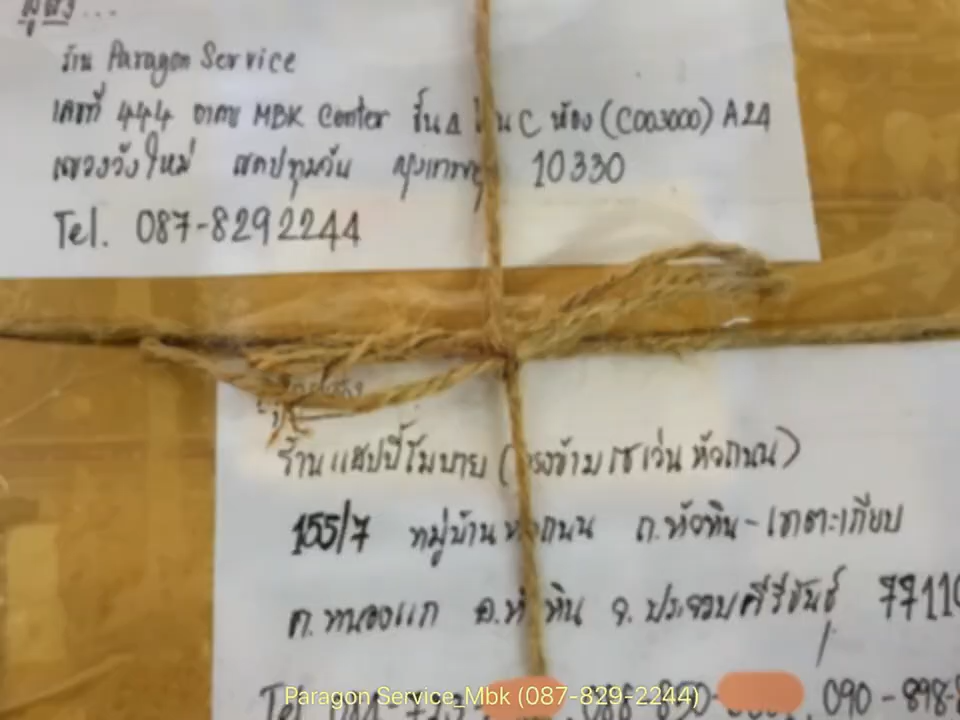 ผู้ส่ง...
ร้าน Paragon Service
เลขที่ 444 อาคาร MBK Center ชั้น 4 โซน C ห้อง (C003000) A24
แขวงวังใหม่ เขตปทุมวัน กรุงเทพฯ 10330
Tel. 087-8292244
ร้านแฮปปี้โมบาย (ตรงข้ามเซเว่นหัวถนน)
155/7 หมู่บ้านหัวถนน ถ.หัวหิน-เขาตะเกียบ
ต.หนองแก อ.หัวหิน จ.ประจวบคีรีขันธ์ 77110
Tel 090-898-
Paragon Service_Mbk (087-829-2244)